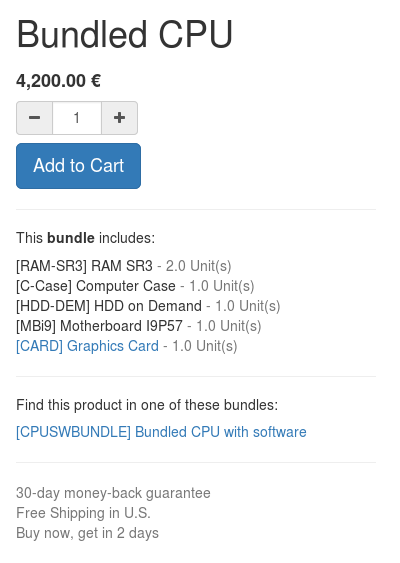 Bundled CPU
4,200.00 €
1
Add to Cart
This bundle includes:
[RAM-SR3] RAM SR3 - 2.0 Unit(s)
[C-Case] Computer Case - 1.0 Unit(s)
[HDD-DEM] HDD on Demand - 1.0 Unit(s)
[MBi9] Motherboard I9P57 - 1.0 Unit(s)
[CARD] Graphics Card - 1.0 Unit(s)
Find this product in one of these bundles:
[CPUSWBUNDLE] Bundled CPU with software
30-day money-back guarantee
Free Shipping in U.S.
Buy now, get in 2 days